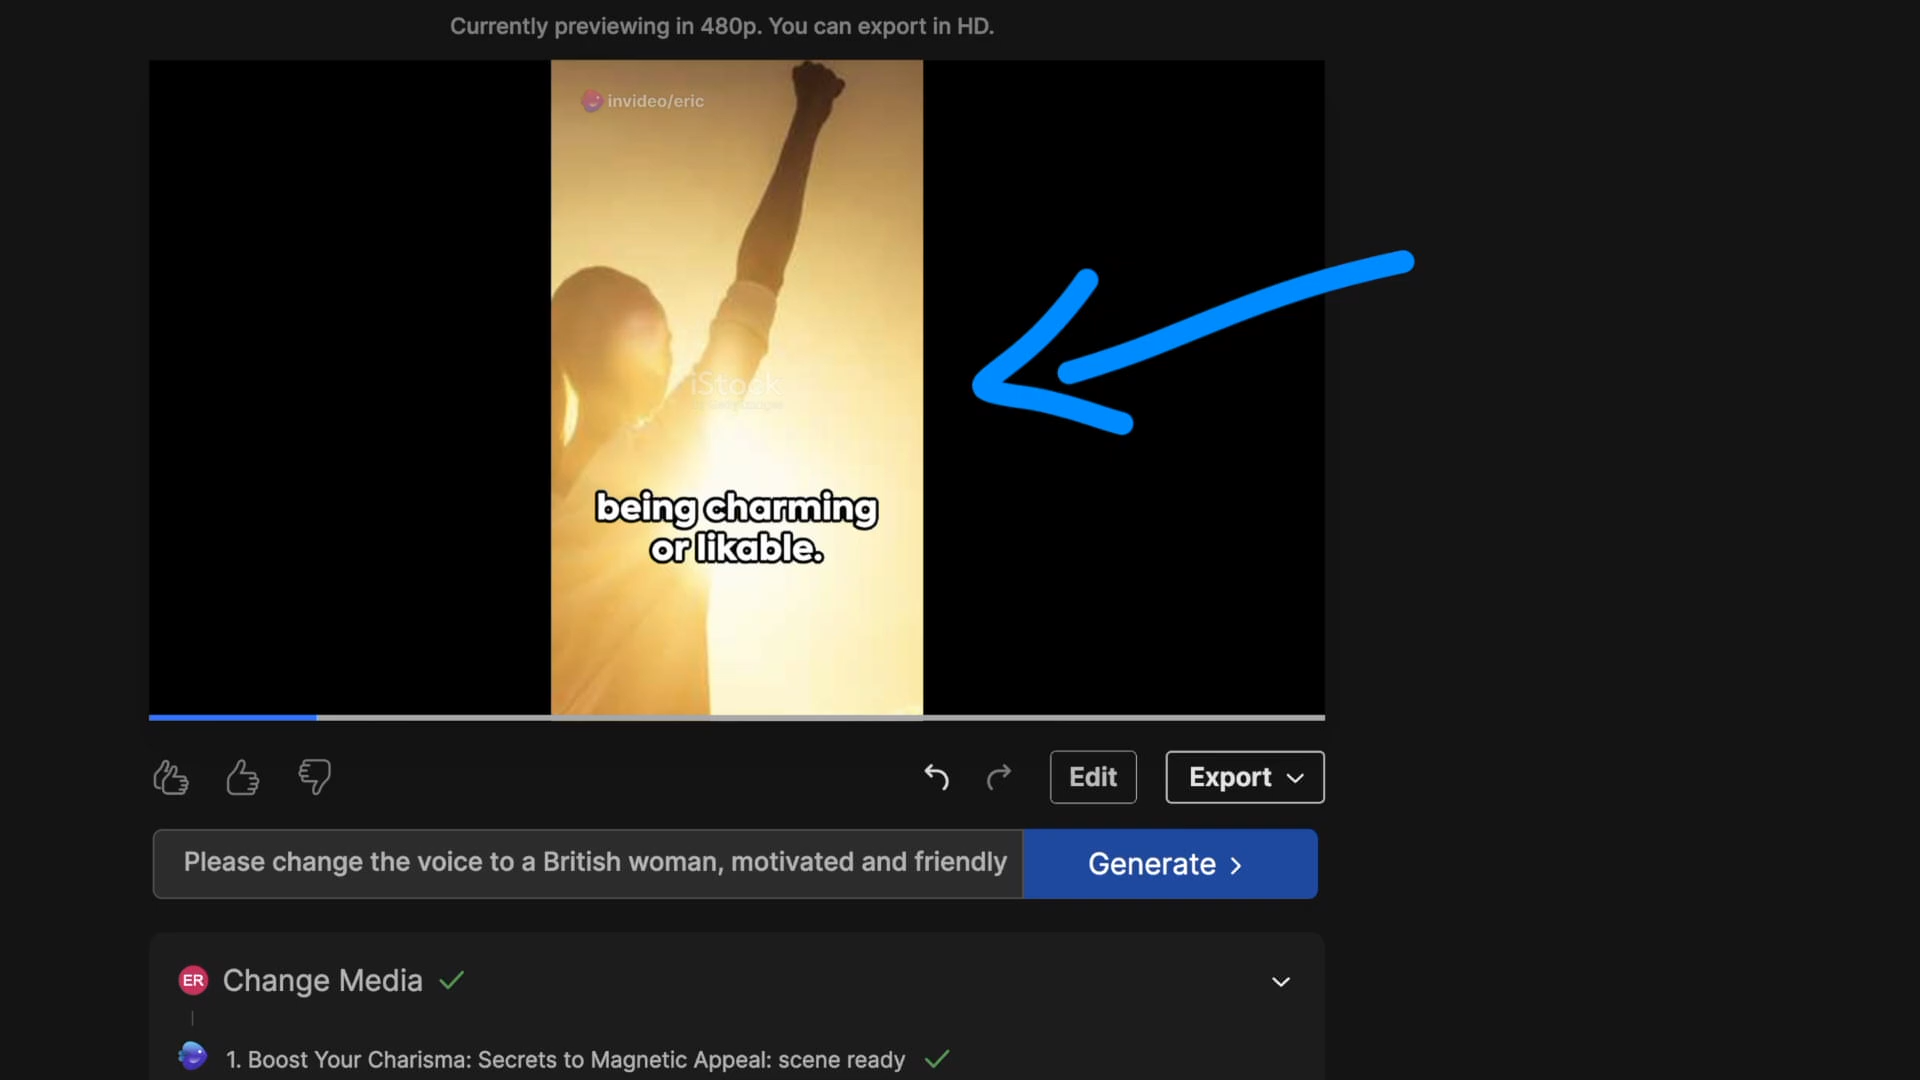 Currently previewing in 480p. You can export in HD.
invideo/eric
iStock
being charming
or likable.
Edit
Export
Please change the voice to a British woman, motivated and friendly
Generate
ER
Change Media
1. Boost Your Charisma: Secrets to Magnetic Appeal: scene ready